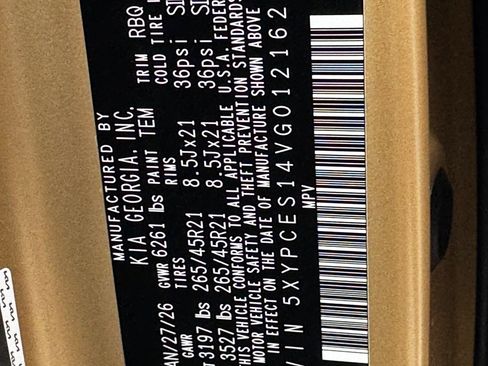 MANUFACTURED BY
KIA GEORGIA, INC.
AN/27/26 GVWR 6261 lbs PAINT TEM TRIM RBQ
GAWR TIRES RIMS COLD TIRE
T 3197 lbs 265/45R21 8.5Jx21 36psi
3527 lbs 265/45R21 8.5Jx21 36psi
THIS VEHICLE CONFORMS TO ALL APPLICABLE U.S.A. FEDER
MOTOR VEHICLE SAFETY AND THEFT PREVENTION STANDARDS
IN EFFECT ON THE DATE OF MANUFACTURE SHOWN ABOVE
VIN 5XYPCES14VG012162
MPV